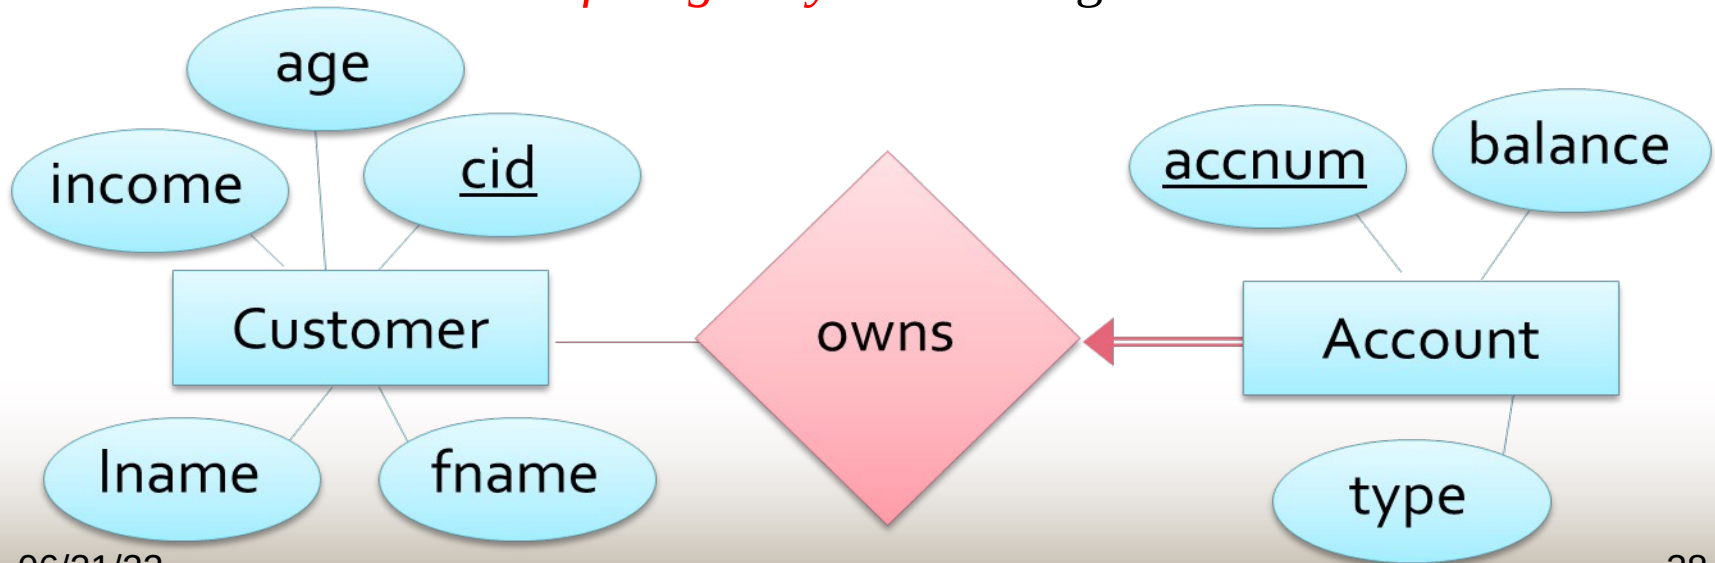 age
income
cid
accnum
balance
Customer
owns
Account
lname
fname
type